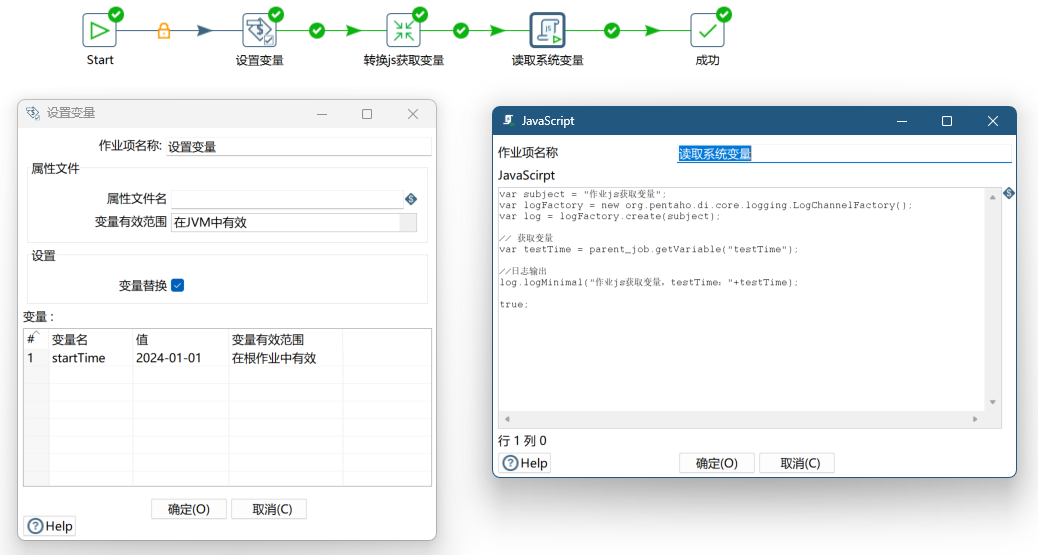 Start
设置变量
转换js获取变量
读取系统变量
成功
设置变量
作业项名称: 设置变量
属性文件
属性文件名
变量有效范围 在JVM中有效
设置
变量替换
变量 :
# 变量名 值 变量有效范围
1 startTime 2024-01-01 在根作业中有效
确定(O) 取消(C)
Help
JavaScript
作业项名称 读取系统变量
JavaScirpt
var subject = "作业js获取变量";
var logFactory = new org.pentaho.di.core.logging.LogChannelFactory();
var log = logFactory.create(subject);
// 获取变量
var testTime = parent_job.getVariable("testTime");
//日志输出
log.logMinimal("作业js获取变量，testTime："+testTime);
true;
行 1 列 0
Help
确定(O) 取消(C)